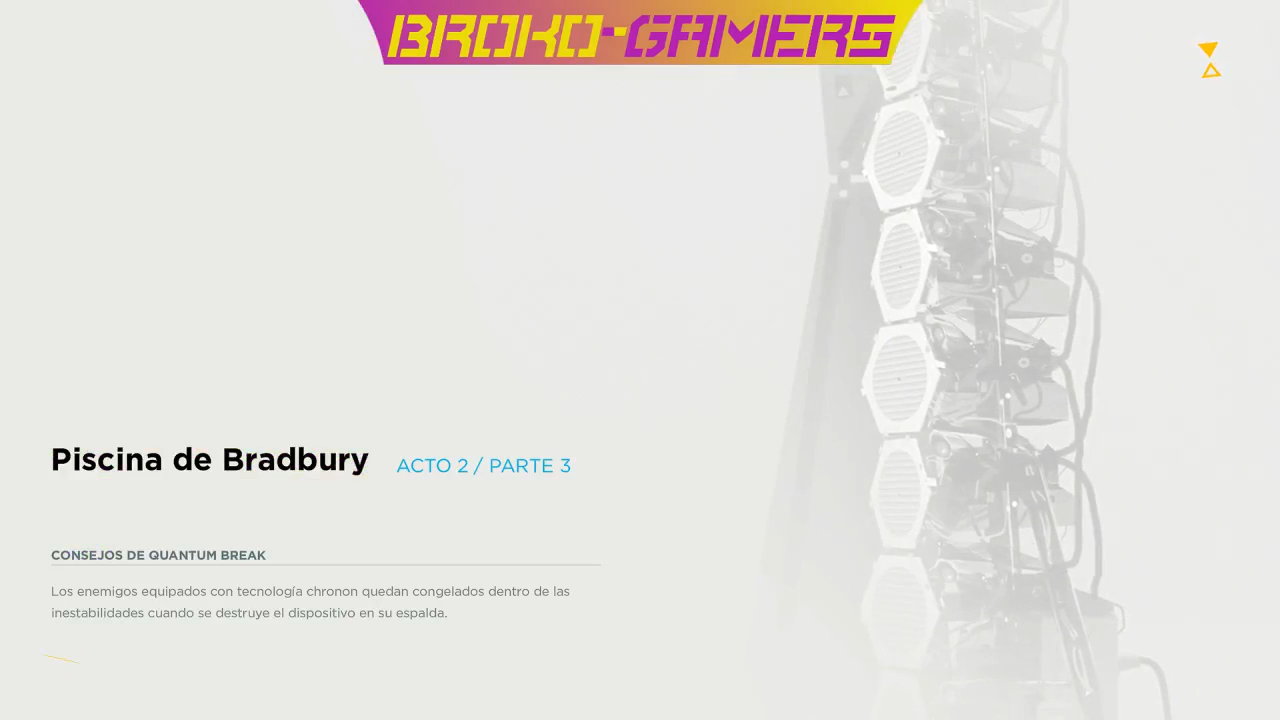 BROKO-GAMERS
Piscina de Bradbury ACTO 2 / PARTE 3
CONSEJOS DE QUANTUM BREAK
Los enemigos equipados con tecnología chronon quedan congelados dentro de las
inestabilidades cuando se destruye el dispositivo en su espalda.